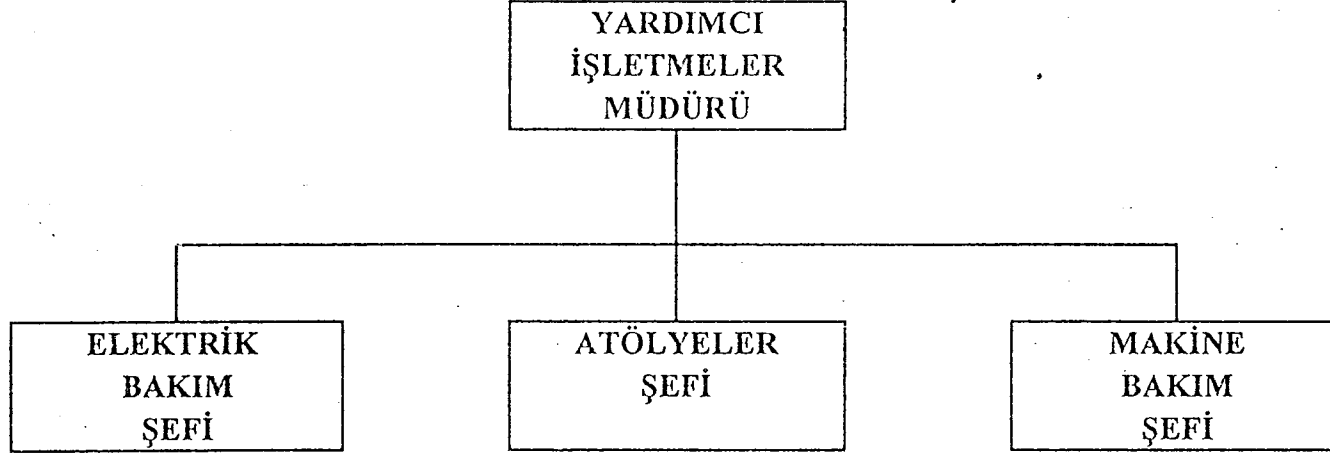 YARDIMCI
İŞLETMELER
MÜDÜRÜ
ELEKTRİK
BAKIM
ŞEFİ
ATÖLYELER
ŞEFİ
MAKİNE
BAKIM
ŞEFİ